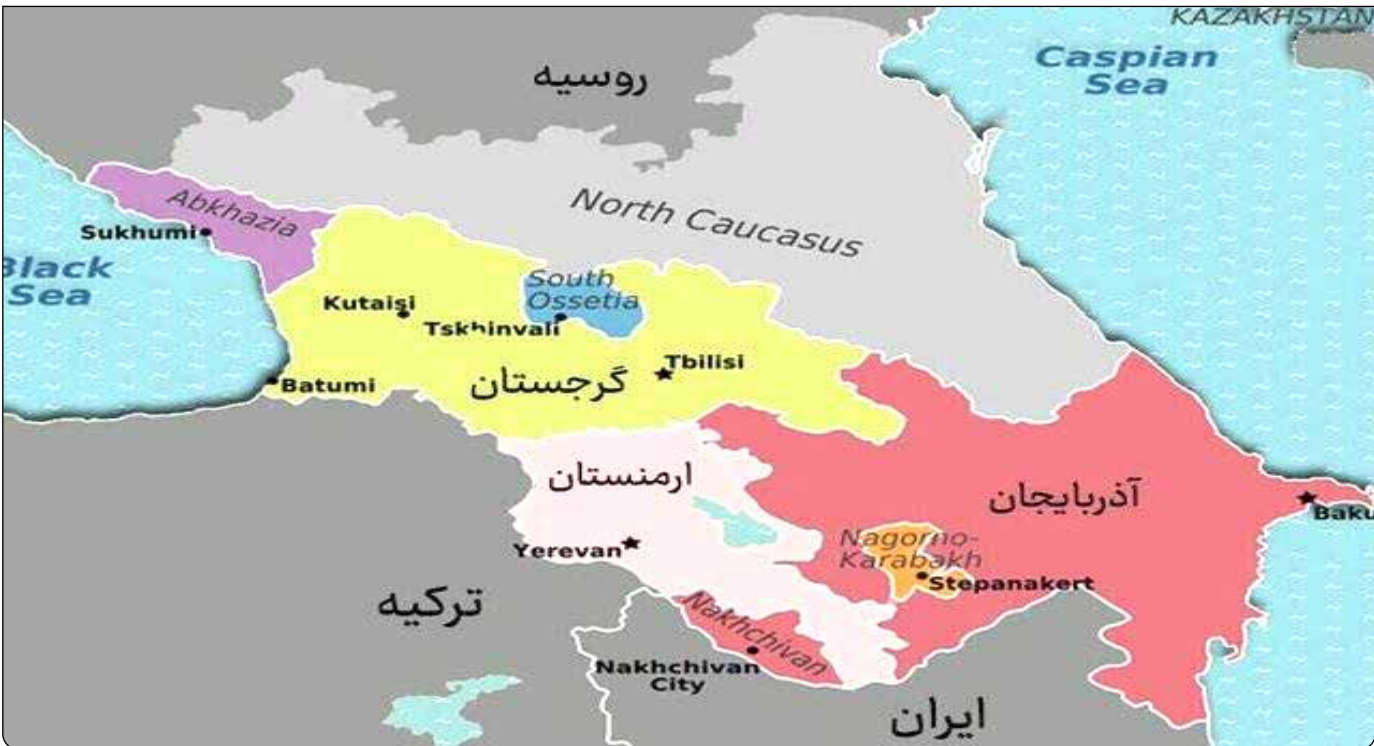 KAZAKHSTAN
Caspian
Sea
روسیه
North Caucasus
Abkhazia
Sukhumi
Black
Sea
South
Ossetia
Kutaisi
Tskhinvali
Tbilisi
Batumi
گرجستان
ارمنستان
آذربایجان
Baku
Nagorno-
Karabakh
Yerevan
Stepanakert
ترکیه
Nakhchivan
Nakhchivan
City
ایران